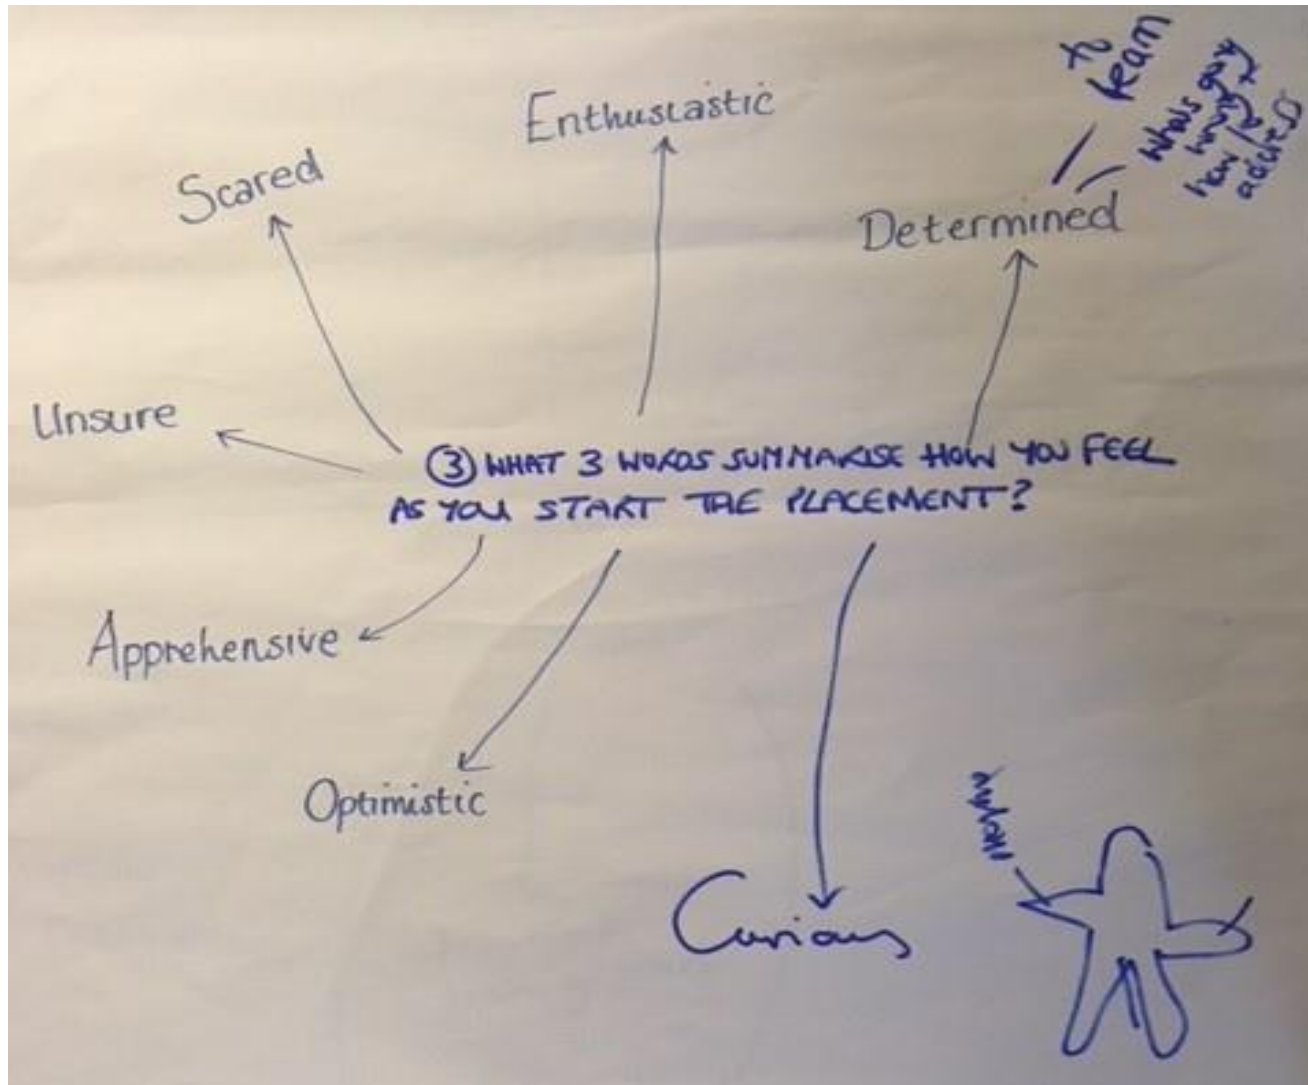 Enthusiastic
Scared
to
team
Determined
Unsure
③ WHAT 3 WORDS SUMMARISE HOW YOU FEEL
AS YOU START THE PLACEMENT?
Apprehensive
Optimistic
Curious